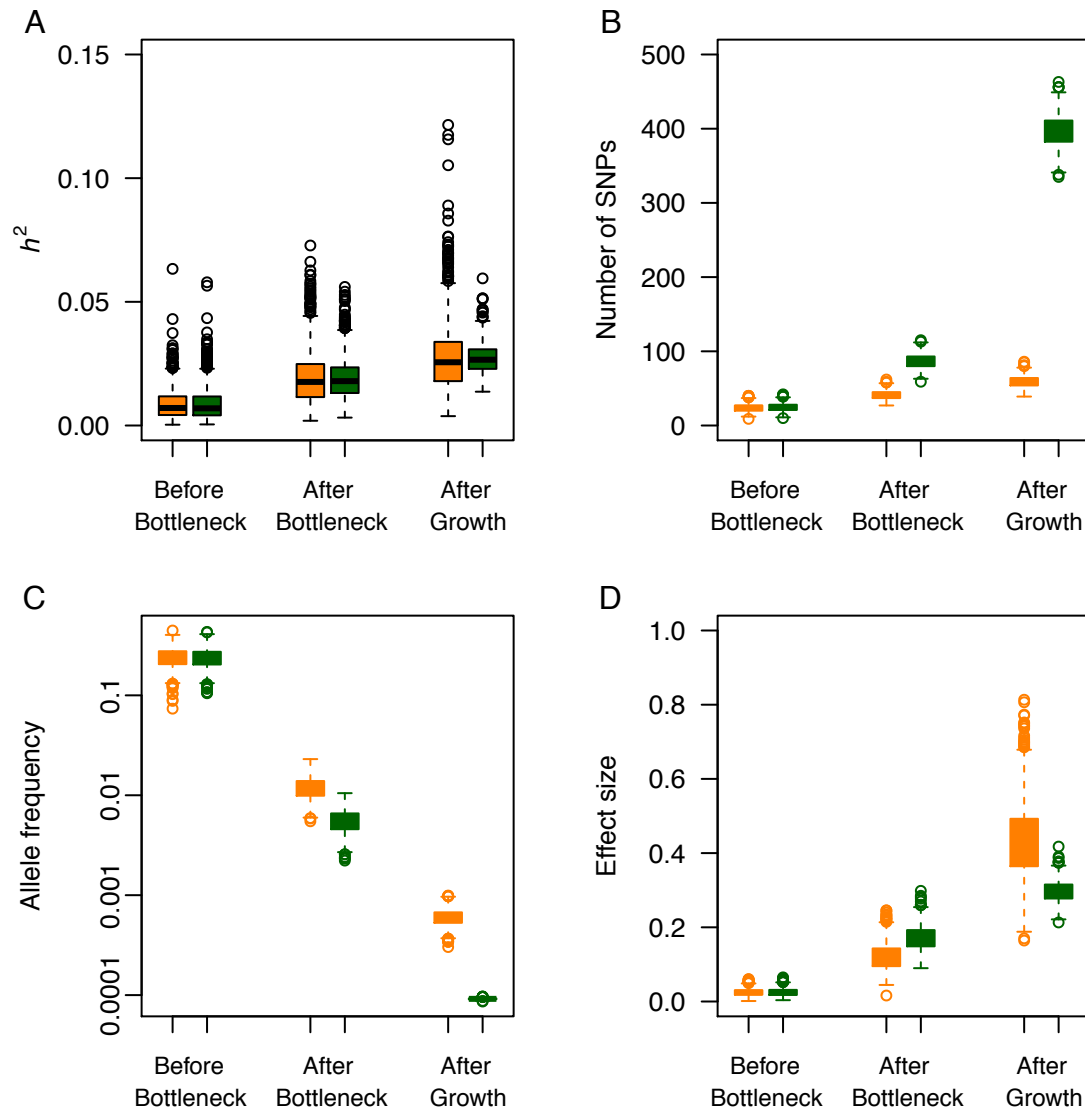 A
h²
0.15
0.10
0.05
0.00
Before
Bottleneck
After
Bottleneck
After
Growth
B
Number of SNPs
500
400
300
200
100
0
Before
Bottleneck
After
Bottleneck
After
Growth
C
Allele frequency
0.1
0.01
0.001
0.0001
Before
Bottleneck
After
Bottleneck
After
Growth
D
Effect size
1.0
0.8
0.6
0.4
0.2
0.0
Before
Bottleneck
After
Bottleneck
After
Growth